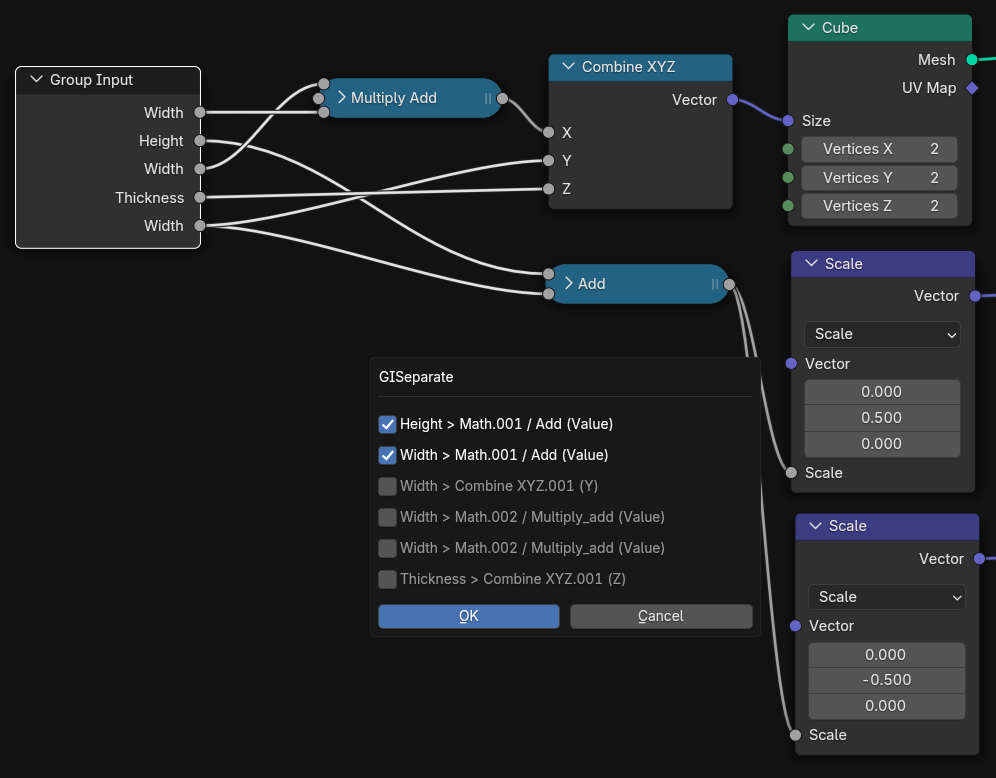 Group Input
Width
Height
Width
Thickness
Width
Multiply Add
Combine XYZ
Vector
X
Y
Z
Cube
Mesh
UV Map
Size
Vertices X 2
Vertices Y 2
Vertices Z 2
Add
Scale
Vector
Scale
Vector
0.000
0.500
0.000
Scale
GISeparate
Height > Math.001 / Add (Value)
Width > Math.001 / Add (Value)
Width > Combine XYZ.001 (Y)
Width > Math.002 / Multiply_add (Value)
Width > Math.002 / Multiply_add (Value)
Thickness > Combine XYZ.001 (Z)
OK Cancel
Scale
Vector
Scale
Vector
0.000
-0.500
0.000
Scale